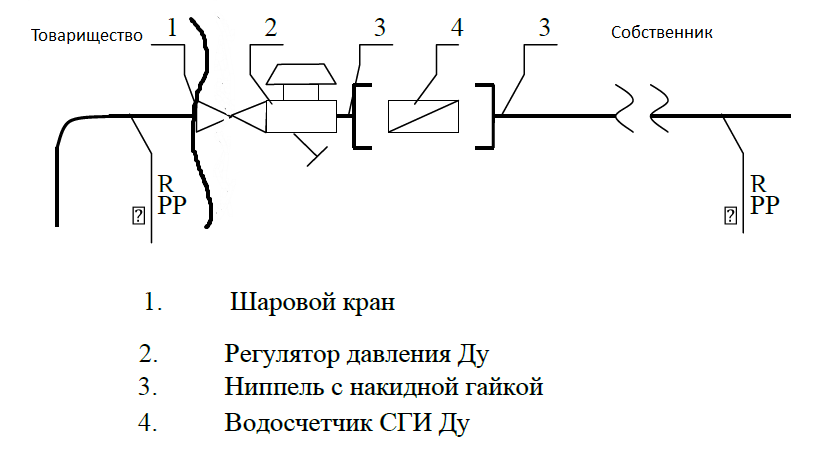 Товарищество 1 2 3 4 3 Собственник
R R
PP PP
1. Шаровой кран
2. Регулятор давления Ду
3. Ниппель с накидной гайкой
4. Водосчетчик СГИ Ду